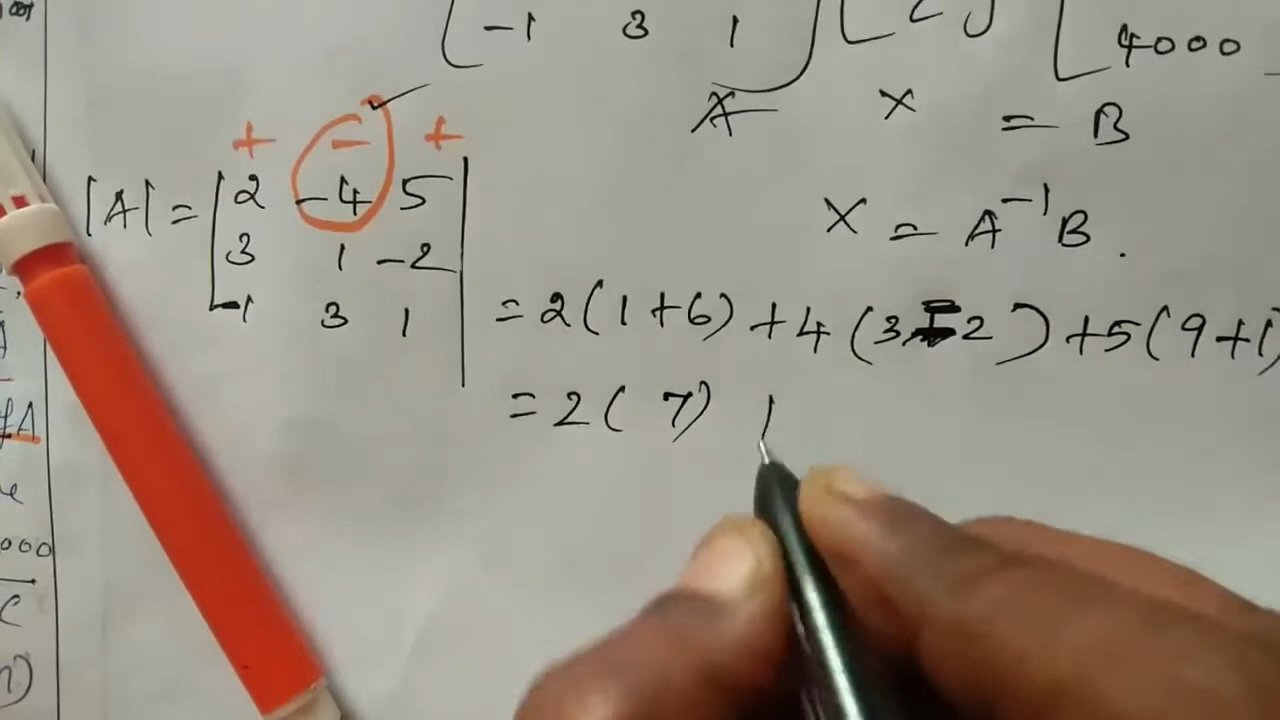 -1 3 1 4000
A X = B
+ - +
|A| = 2 -4 5
3 1 -2
-1 3 1
X = A⁻¹B.
= 2(1+6) +4(3-2) +5(9+1)
= 2( 7)
000
C